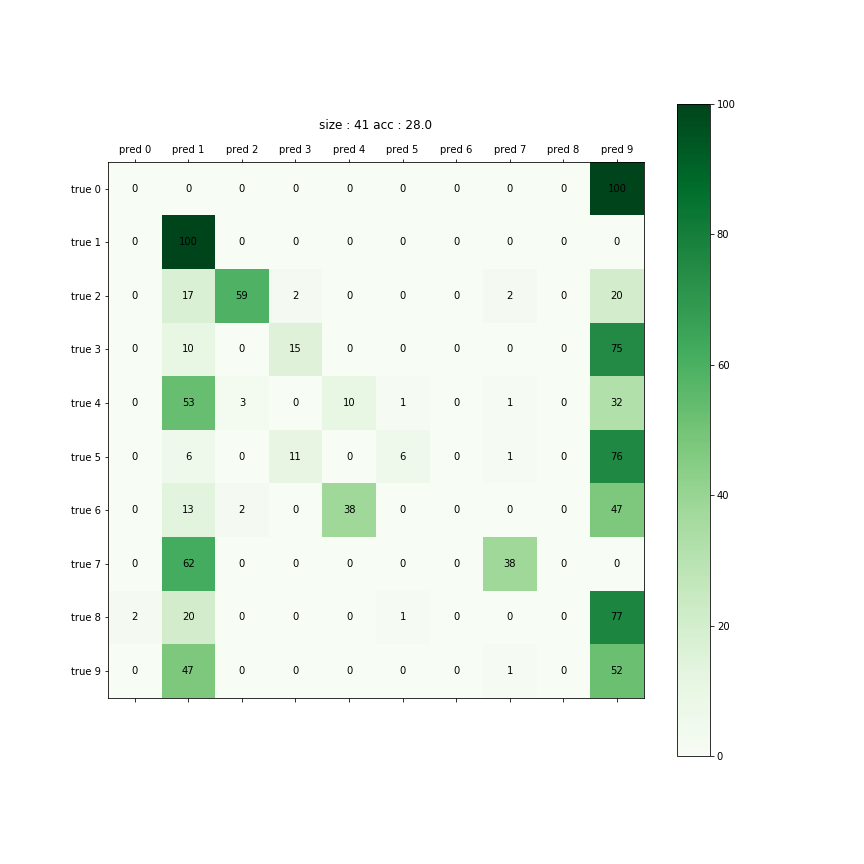 size : 41 acc : 28.0
pred 0 pred 1 pred 2 pred 3 pred 4 pred 5 pred 6 pred 7 pred 8 pred 9
true 0 0 0 0 0 0 0 0 0 0 100
true 1 0 100 0 0 0 0 0 0 0 0
true 2 0 17 59 2 0 0 0 2 0 20
true 3 0 10 0 15 0 0 0 0 0 75
true 4 0 53 3 0 10 1 0 1 0 32
true 5 0 6 0 11 0 6 0 1 0 76
true 6 0 13 2 0 38 0 0 0 0 47
true 7 0 62 0 0 0 0 0 38 0 0
true 8 2 20 0 0 0 1 0 0 0 77
true 9 0 47 0 0 0 0 0 1 0 52
100
80
60
40
20
0